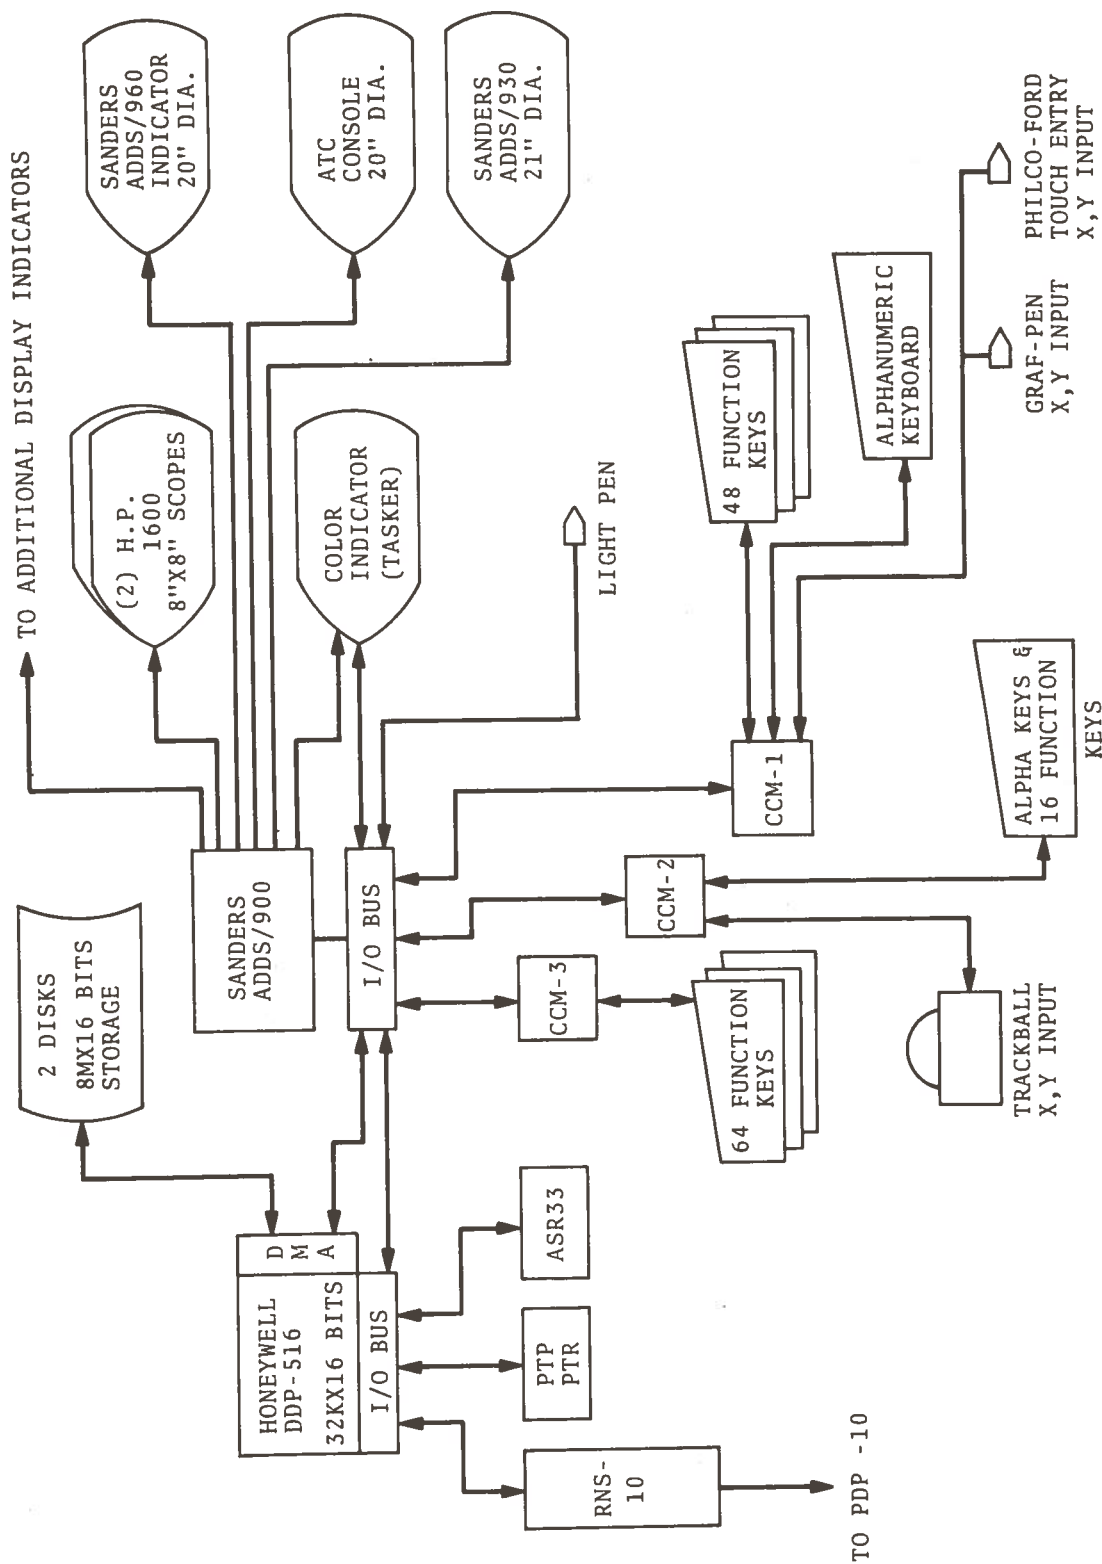 TO ADDITIONAL DISPLAY INDICATORS
SANDERS
ADDS/960
INDICATOR
20" DIA.
ATC
CONSOLE
20" DIA.
SANDERS
ADDS/930
21" DIA.
(2) H.P.
1600
8"X8" SCOPES
COLOR
INDICATOR
(TASKER)
LIGHT PEN
2 DISKS
8MX16 BITS
STORAGE
SANDERS
ADDS/900
I/O BUS
HONEYWELL
DDP-516
32KX16 BITS
D
M
A
I/O BUS
RNS-
10
TO PDP -10
PTP
PTR
ASR33
CCM-3
64 FUNCTION
KEYS
CCM-2
TRACKBALL
X,Y INPUT
ALPHA KEYS &
16 FUNCTION
KEYS
CCM-1
48 FUNCTION
KEYS
ALPHANUMERIC
KEYBOARD
GRAF-PEN
X,Y INPUT
PHILCO-FORD
TOUCH ENTRY
X,Y INPUT